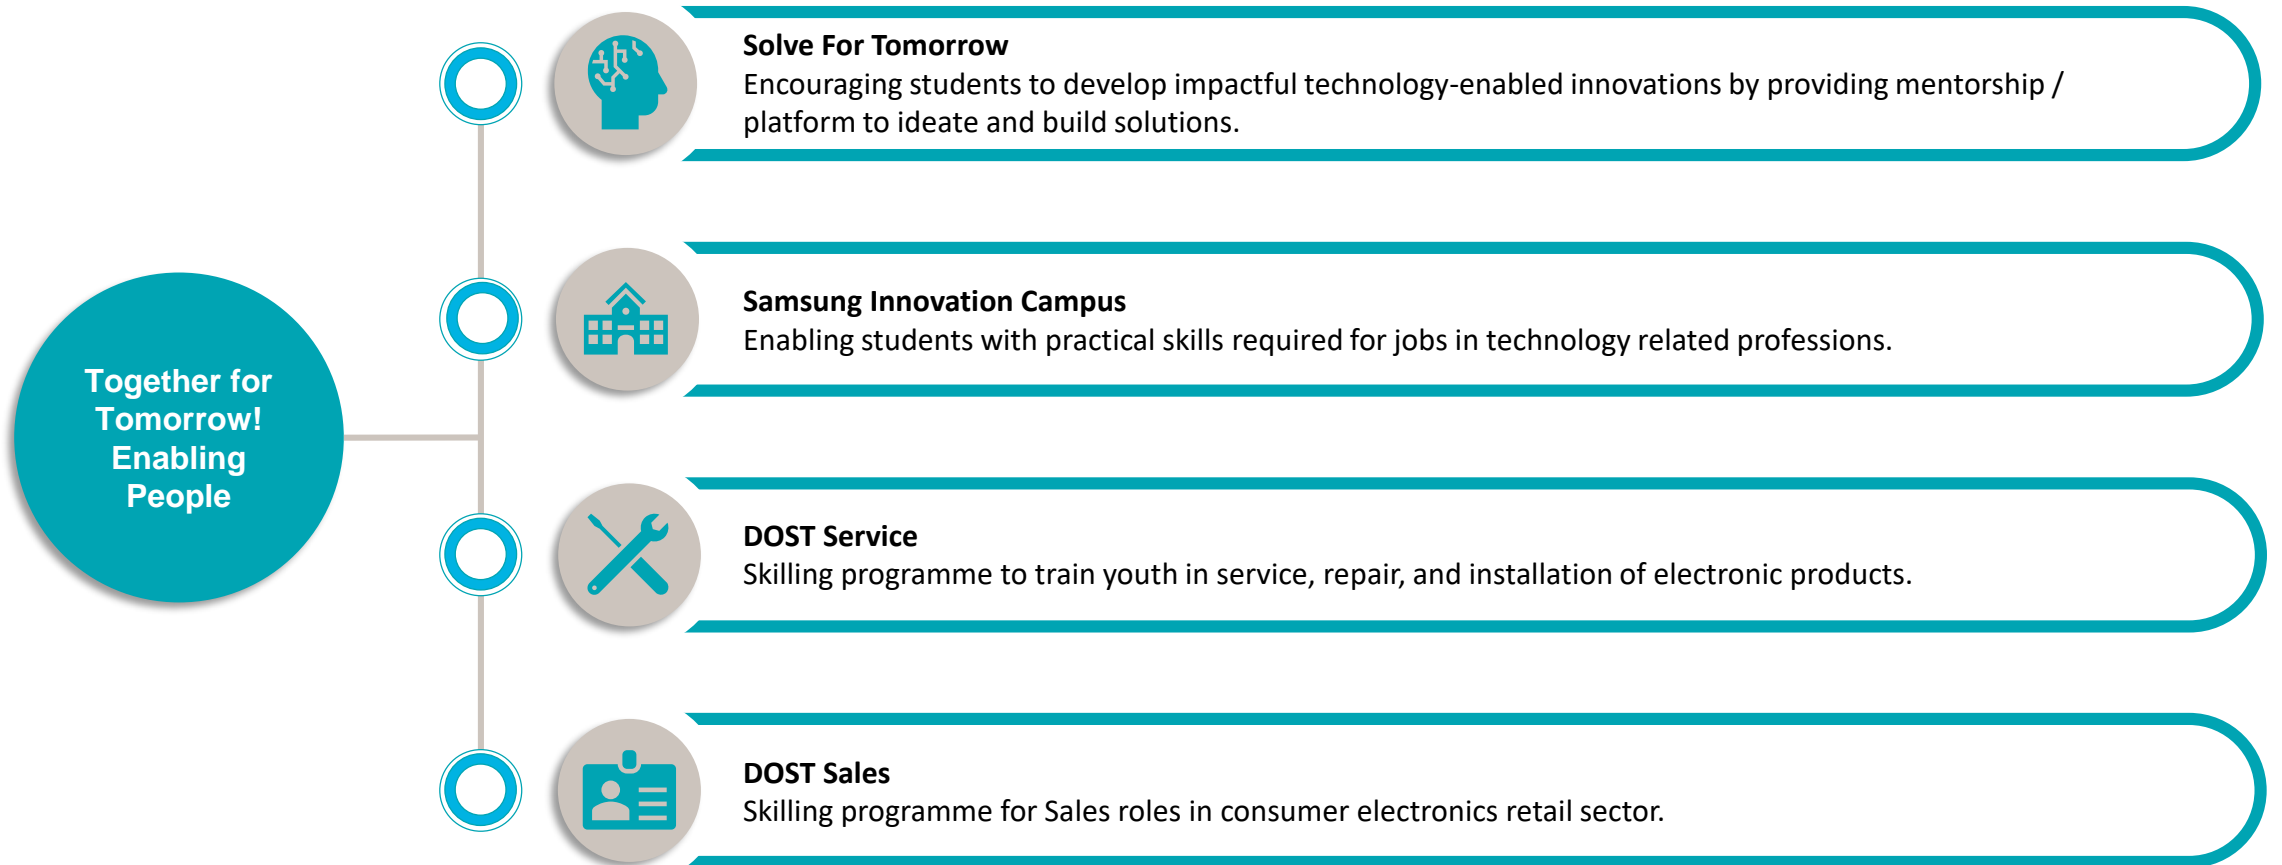 Together for
Tomorrow!
Enabling
People
Solve For Tomorrow
Encouraging students to develop impactful technology-enabled innovations by providing mentorship /
platform to ideate and build solutions.
Samsung Innovation Campus
Enabling students with practical skills required for jobs in technology related professions.
DOST Service
Skilling programme to train youth in service, repair, and installation of electronic products.
DOST Sales
Skilling programme for Sales roles in consumer electronics retail sector.